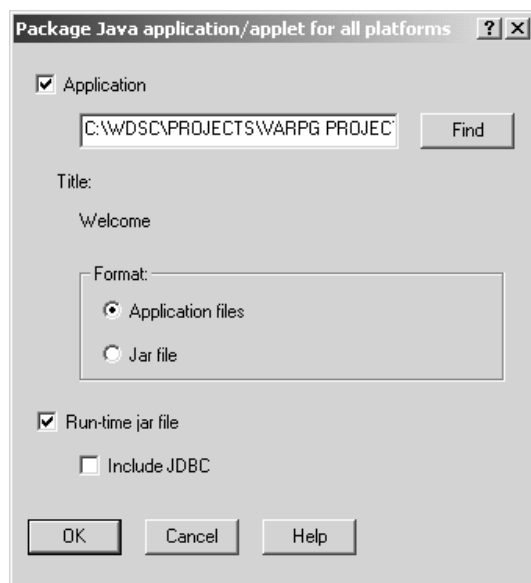 Package Java application/applet for all platforms
Application
C:\WDSC\PROJECTS\VARPG PROJECT
Find
Title:
Welcome
Format:
Application files
Jar file
Run-time jar file
Include JDBC
OK Cancel Help